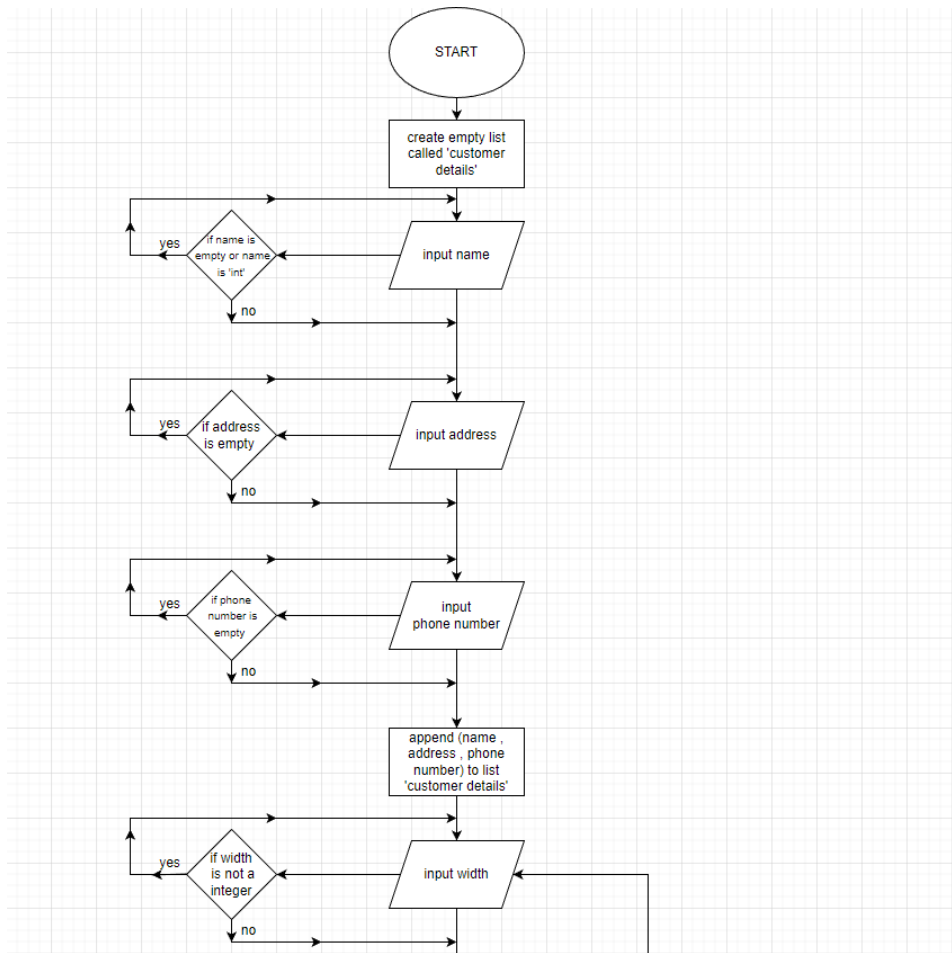 START
create empty list
called 'customer
details'
yes
if name is
empty or name
is 'int'
input name
no
yes
if address
is empty
input address
no
yes
if phone
number is
empty
input
phone number
no
append (name ,
address , phone
number) to list
'customer details'
yes
if width
is not a
integer
input width
no